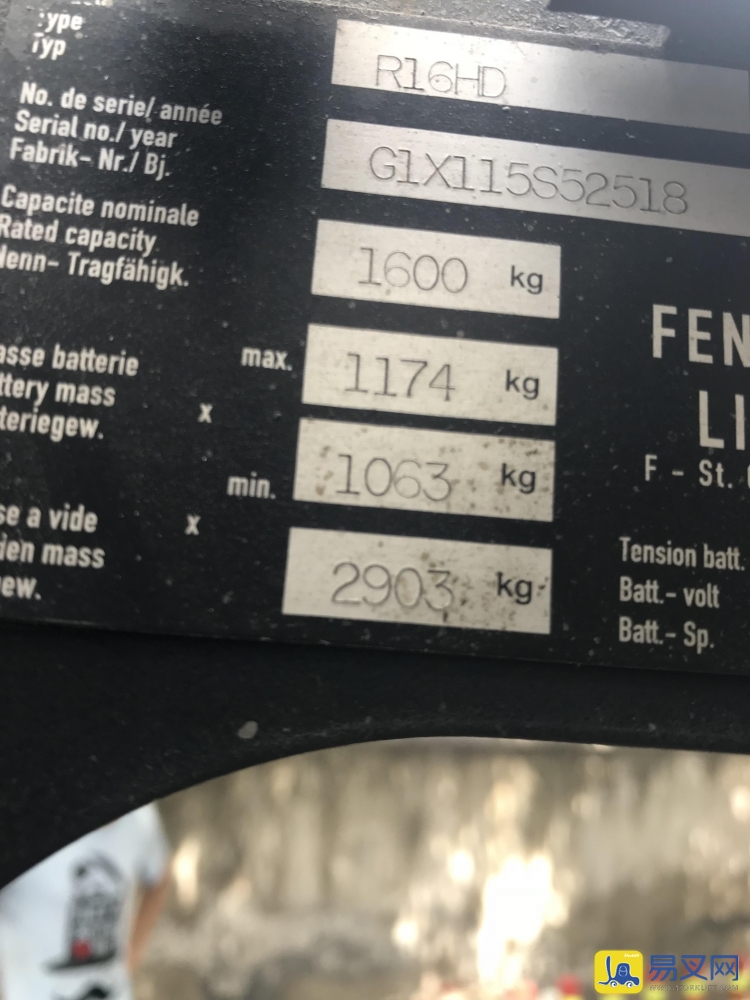 ype
Typ
R16HD
No. de serie/ année
Serial no./ year
Fabrik- Nr./ Bj.
G1X115S52518
Capacite nominale
Rated capacity
enn- Tragfähigk.
1600 kg
asse batterie
ttery mass
teriegew.
x
max.
1174 kg
min.
1063 kg
se a vide
en mass
ew.
x
2903 kg
FEN
LI
F - St.
Tension batt.
Batt.- volt
Batt.- Sp.
易叉网